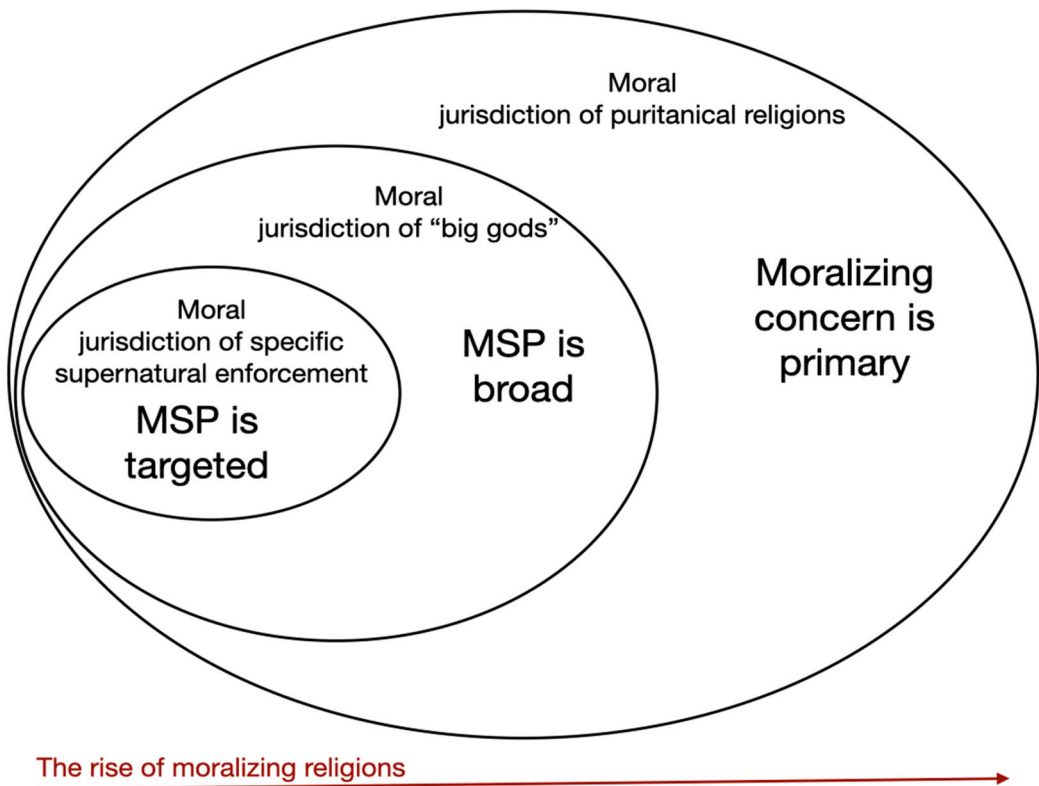 Moral
jurisdiction of puritanical religions
Moral
jurisdiction of “big gods”
Moral
jurisdiction of specific
supernatural enforcement
MSP is
targeted
MSP is
broad
Moralizing
concern is
primary
The rise of moralizing religions